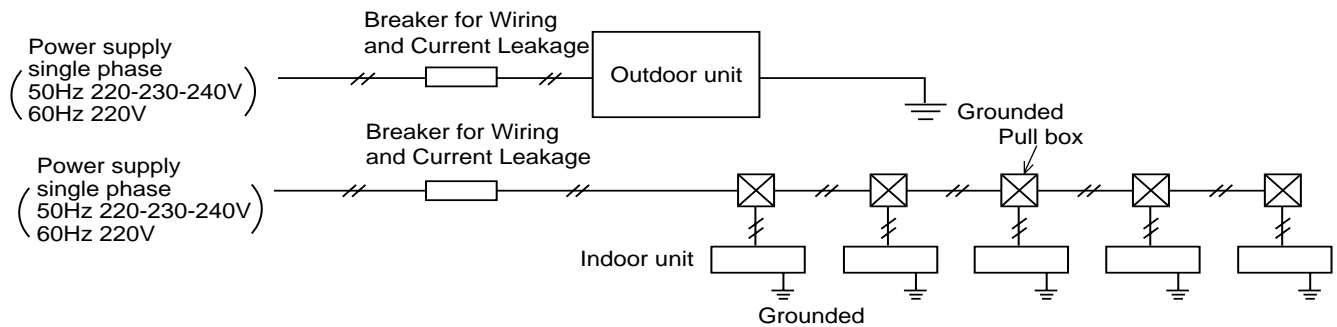 Breaker for Wiring
and Current Leakage
Power supply
single phase
50Hz 220-230-240V
60Hz 220V
Outdoor unit
Grounded
Pull box
Breaker for Wiring
and Current Leakage
Power supply
single phase
50Hz 220-230-240V
60Hz 220V
Indoor unit
Grounded